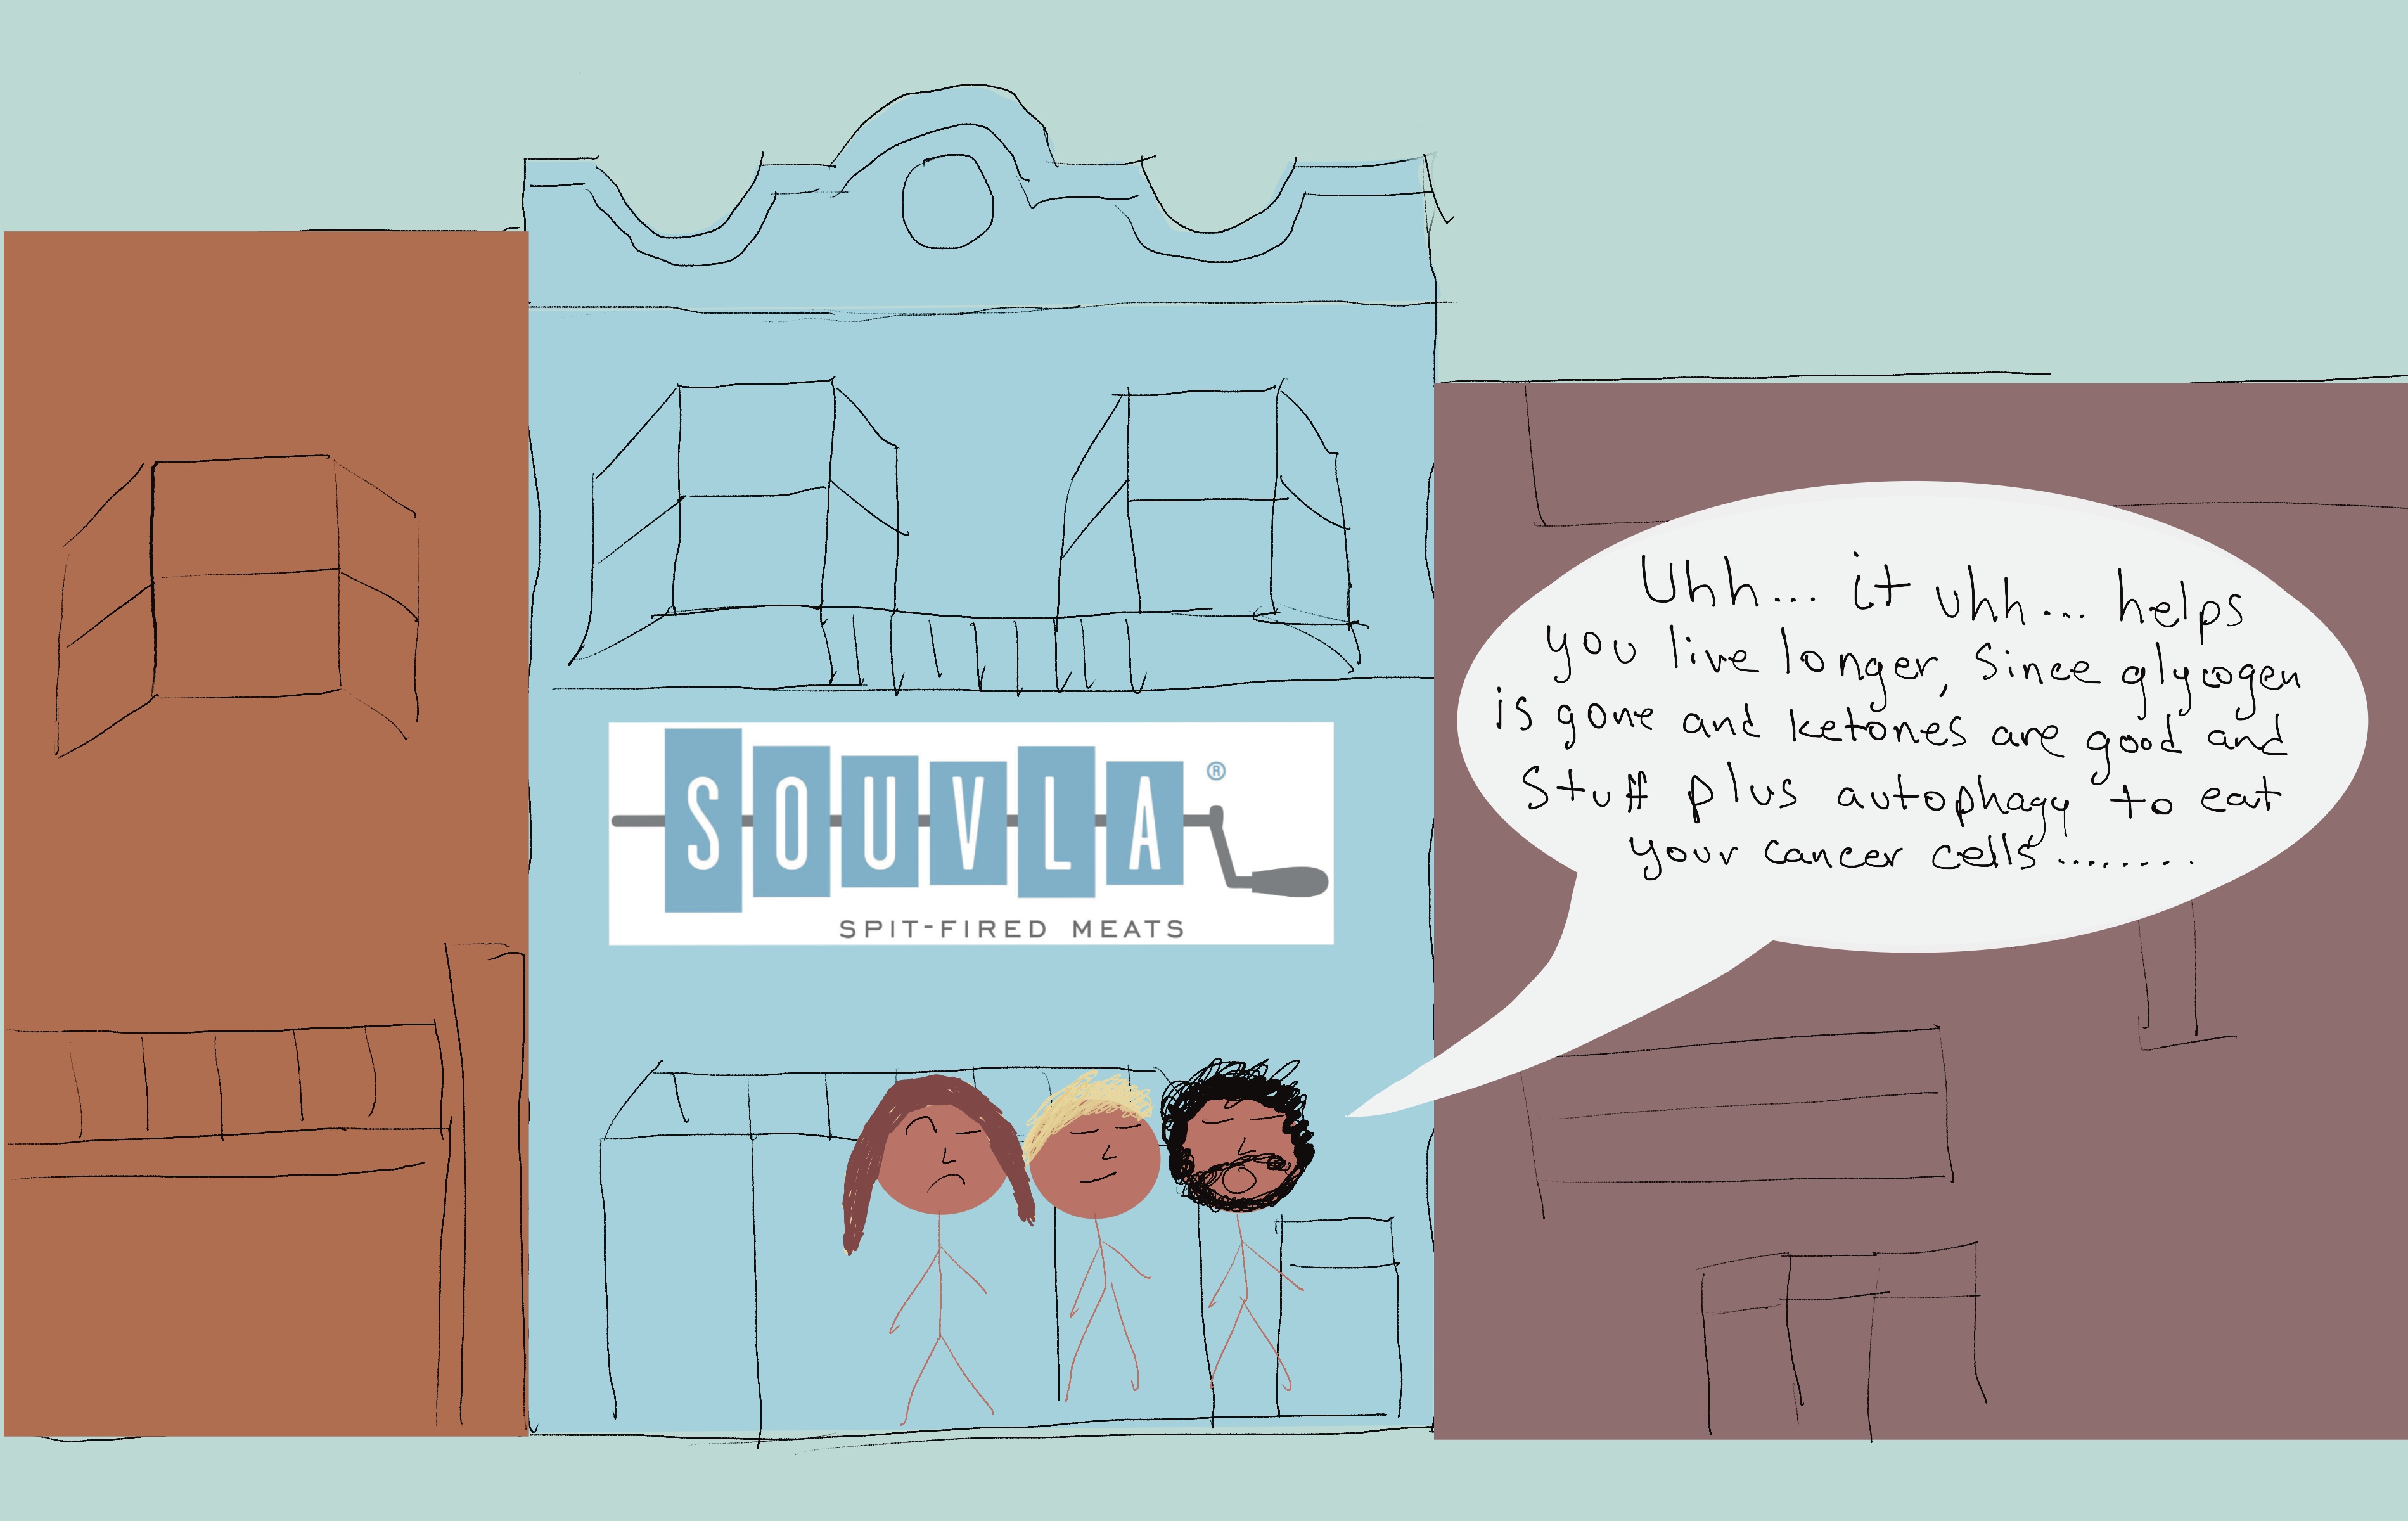 Uhh... it uhh... helps
you live longer, since glycogen
is gone and ketones are good and
stuff plus autophagy to eat
your cancer cells........
SOUVLA®
SPIT-FIRED MEATS